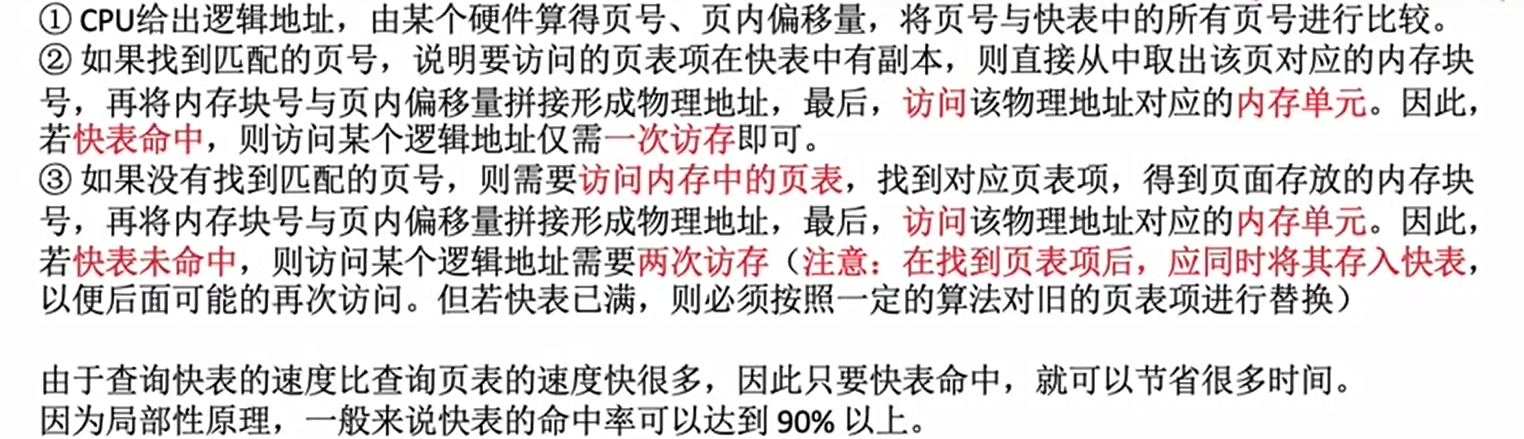 ① CPU给出逻辑地址，由某个硬件算得页号、页内偏移量，将页号与快表中的所有页号进行比较。
② 如果找到匹配的页号，说明要访问的页表项在快表中有副本，则直接从中取出该页对应的内存块
号，再将内存块号与页内偏移量拼接形成物理地址，最后，访问该物理地址对应的内存单元。因此，
若快表命中，则访问某个逻辑地址仅需一次访存即可。
③ 如果没有找到匹配的页号，则需要访问内存中的页表，找到对应页表项，得到页面存放的内存块
号，再将内存块号与页内偏移量拼接形成物理地址，最后，访问该物理地址对应的内存单元。因此，
若快表未命中，则访问某个逻辑地址需要两次访存（注意：在找到页表项后，应同时将其存入快表，
以便后面可能的再次访问。但若快表已满，则必须按照一定的算法对旧的页表项进行替换）
由于查询快表的速度比查询页表的速度快很多，因此只要快表命中，就可以节省很多时间。
因为局部性原理，一般来说快表的命中率可以达到 90% 以上。